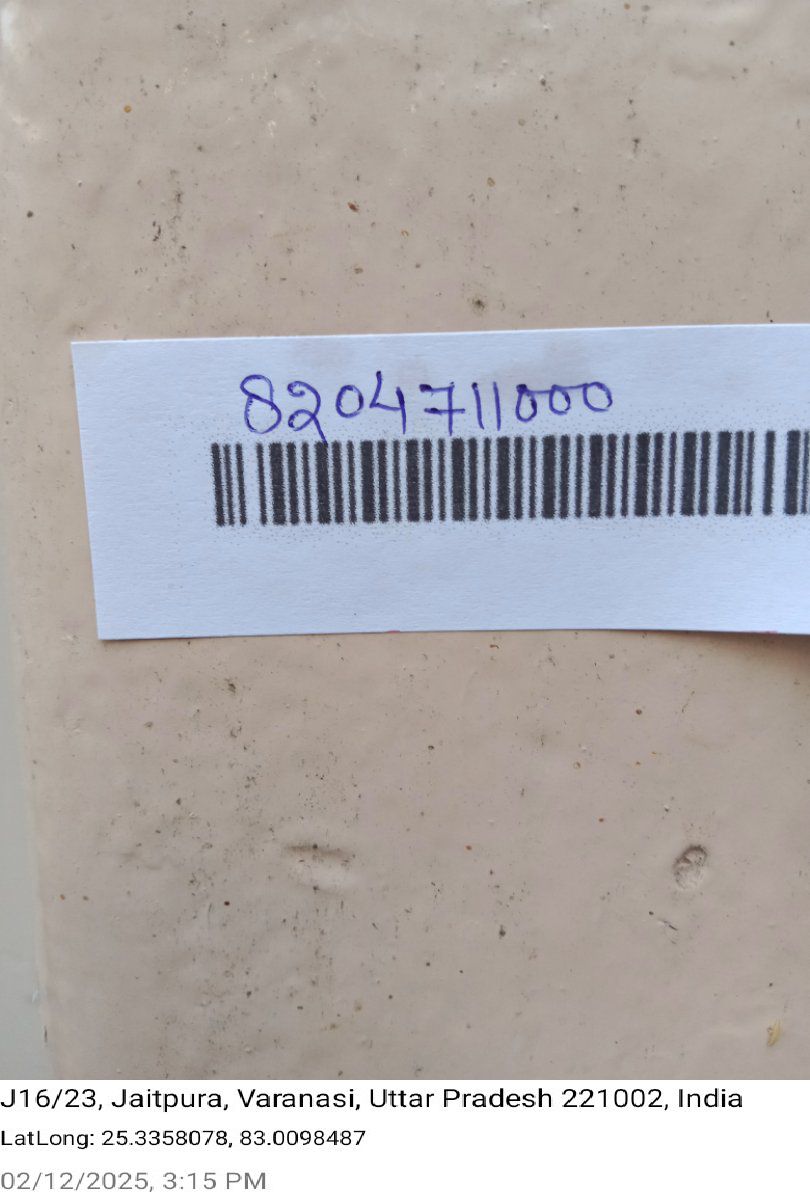 8204711000
J16/23, Jaitpura, Varanasi, Uttar Pradesh 221002, India
LatLong: 25.3358078, 83.0098487
02/12/2025, 3:15 PM